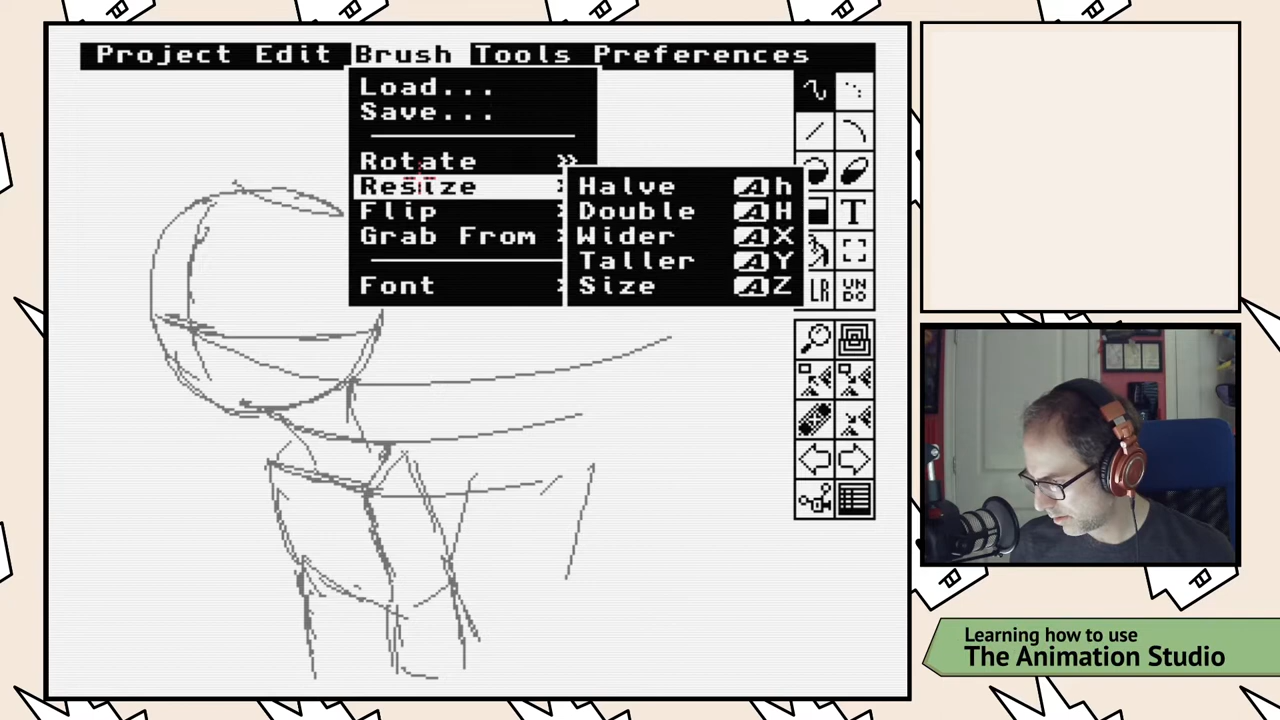 Project Edit Brush Tools Preferences
Load...
Save...
Rotate »
Resize
Flip
Grab From
Font
Halve A h
Double A H
Wider A X
Taller A Y
Size A Z
T
LR
UN
DO
Learning how to use
The Animation Studio